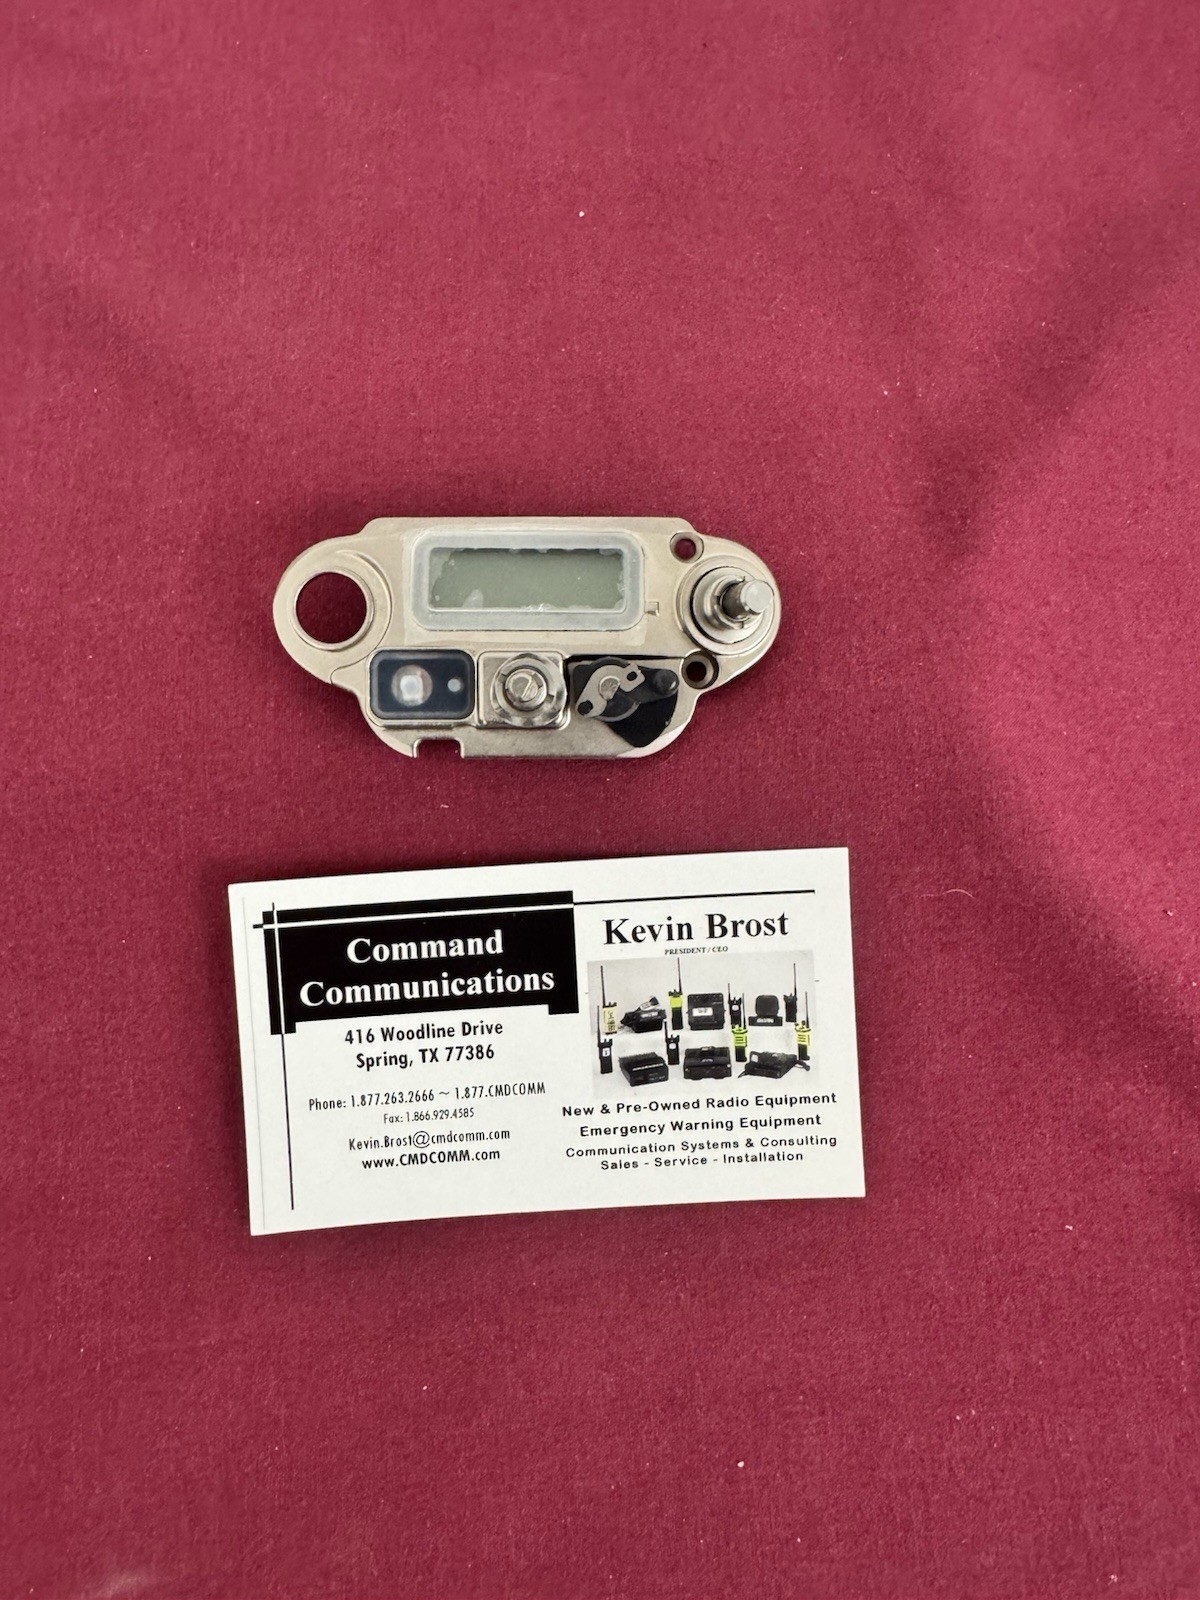 Command
Communications
416 Woodline Drive
Spring, TX 77386
Phone: 1.877.263.2666 ~ 1.877.CMDCOMM
Fax: 1.866.929.4585
Kevin.Brost@cmdcomm.com
www.CMDCOMM.com
Kevin Brost
PRESIDENT / CEO
New & Pre-Owned Radio Equipment
Emergency Warning Equipment
Communication Systems & Consulting
Sales - Service - Installation